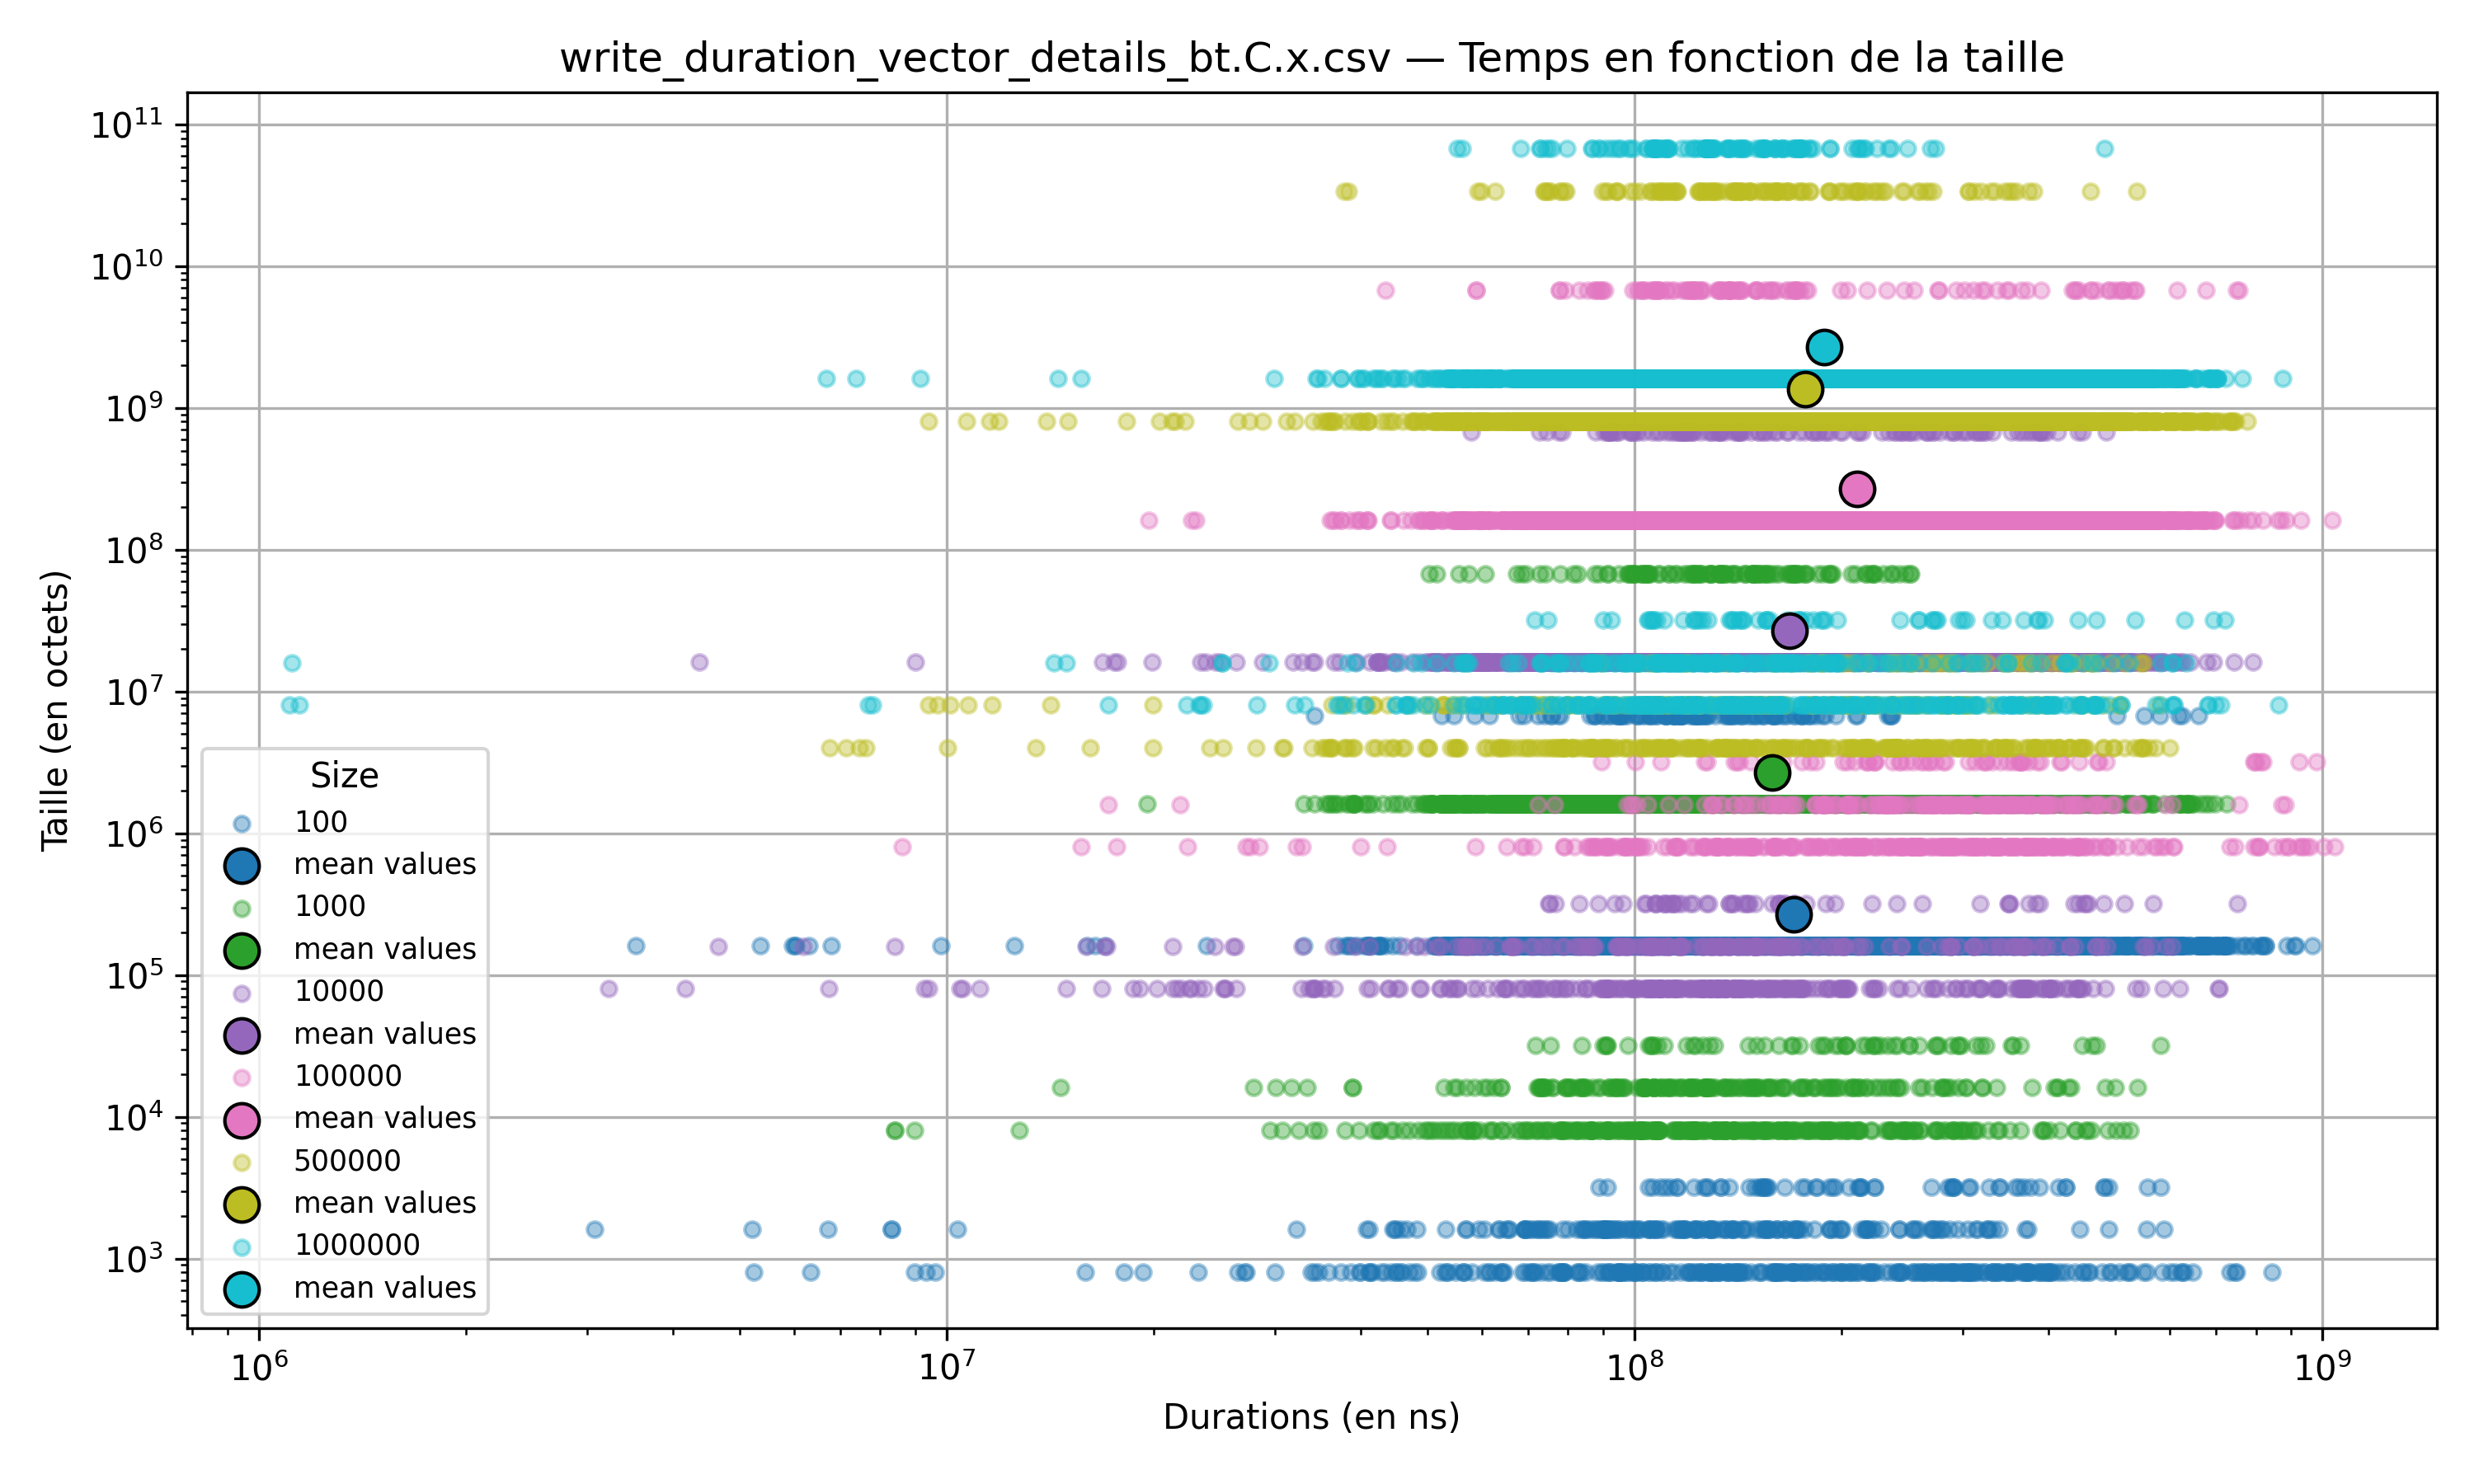 write_duration_vector_details_bt.C.x.csv — Temps en fonction de la taille
Taille (en octets)
10¹¹
10¹⁰
10⁹
10⁸
10⁷
10⁶
10⁵
10⁴
10³
Size
100
mean values
1000
mean values
10000
mean values
100000
mean values
500000
mean values
1000000
mean values
10⁶ 10⁷ 10⁸ 10⁹
Durations (en ns)